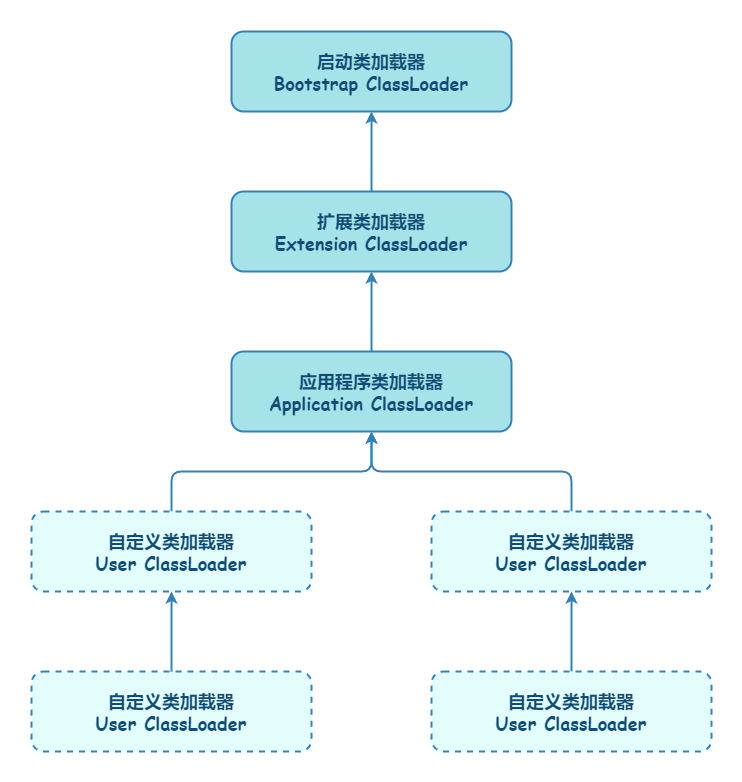 启动类加载器
Bootstrap ClassLoader
扩展类加载器
Extension ClassLoader
应用程序类加载器
Application ClassLoader
自定义类加载器
User ClassLoader
自定义类加载器
User ClassLoader
自定义类加载器
User ClassLoader
自定义类加载器
User ClassLoader